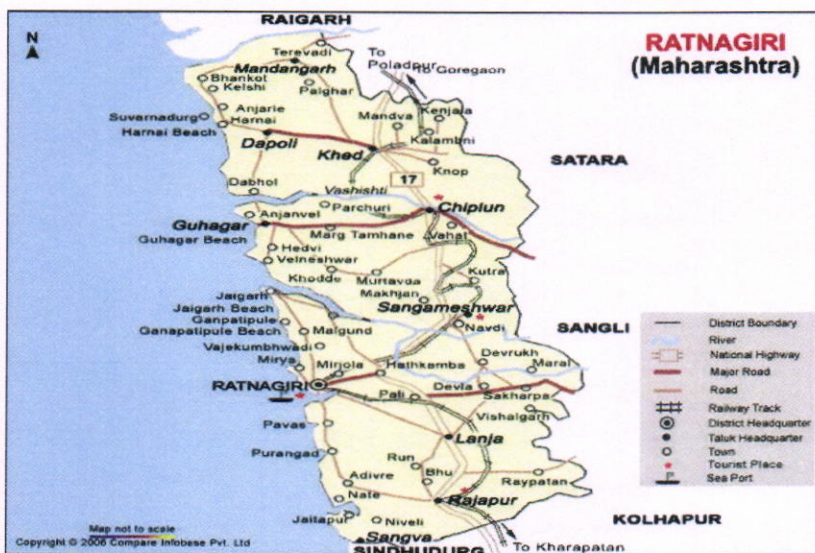 RAIGARH
N
RATNAGIRI
(Maharashtra)
To
Poladpur
To Goregaon
Terevadi
Mandangarh
Bhankot
Kelshi
Palghar
Kenjala
Mandva
Suvarnadurg
Anjarle
Harnai
Harnai Beach
Kalambni
Dapoli
Khed
SATARA
Knop
17
Dabhol
Vashishti
Parchuri
Chiplun
Anjanvel
Guhagar
Marg Tamhane
Vahat
Guhagar Beach
Hedvi
Velneshwar
Khodde
Murtavda
Kutra
Makhjan
Jaigarh
Jaigarh Beach
Sangameshwar
Ganpatipule
Ganapatipule Beach
Malgund
Navdi
SANGLI
Vajekumbhwadi
Mirya
Mirjola
Hathkamba
Devrukh
Maral
RATNAGIRI
Pali
Devla
Sakharpa
Vishalgarh
Pavas
Lanja
Purangad
Run
Bhu
Raypatan
Adivre
Nate
Rajapur
Jaitapur
Niveli
Sangva
KOLHAPUR
SINDHUDURG
To Kharapatan
District Boundary
River
National Highway
Major Road
Road
Railway Track
District Headquarter
Taluk Headquarter
Town
Tourist Place
Sea Port
Map not to scale
Copyright © 2006 Compare Infobase Pvt. Ltd